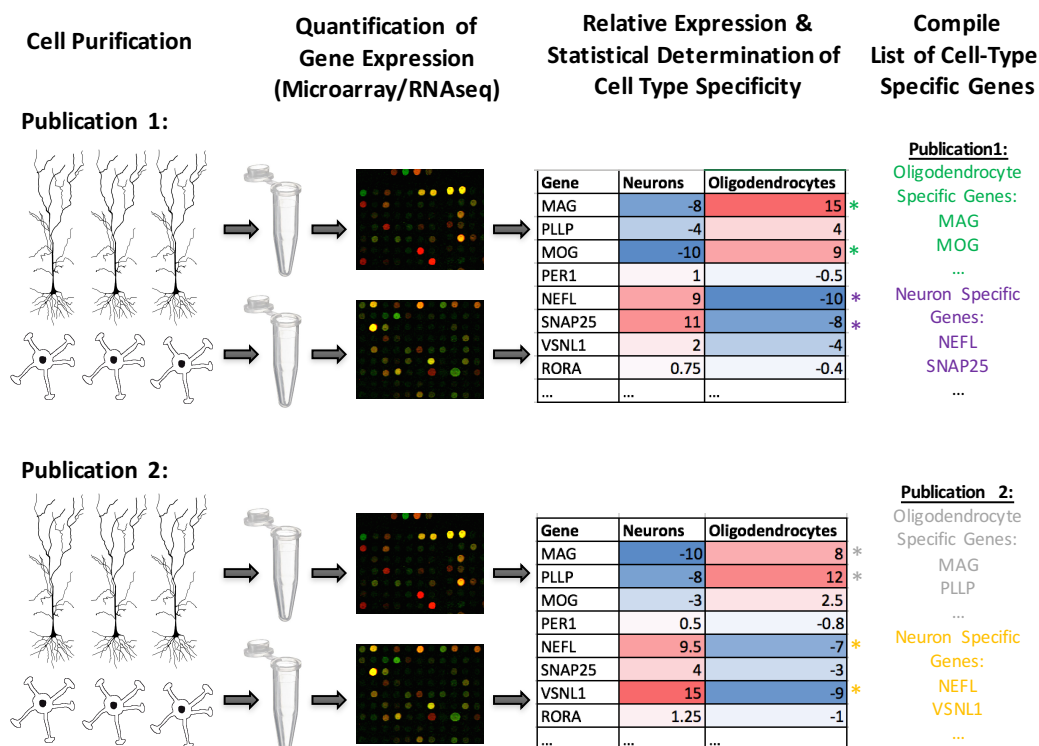 Cell Purification
Quantification of
Gene Expression
(Microarray/RNAseq)
Relative Expression &
Statistical Determination of
Cell Type Specificity
Compile
List of Cell-Type
Specific Genes
Publication 1:
Gene Neurons Oligodendrocytes
MAG -8 15 *
PLLP -4 4
MOG -10 9 *
PER1 1 -0.5
NEFL 9 -10 *
SNAP25 11 -8 *
VSNL1 2 -4
RORA 0.75 -0.4
... ... ...
Publication1:
Oligodendrocyte
Specific Genes:
MAG
MOG
...
Neuron Specific
Genes:
NEFL
SNAP25
...
Publication 2:
Gene Neurons Oligodendrocytes
MAG -10 8 *
PLLP -8 12 *
MOG -3 2.5
PER1 0.5 -0.8
NEFL 9.5 -7 *
SNAP25 4 -3
VSNL1 15 -9 *
RORA 1.25 -1
... ... ...
Publication 2:
Oligodendrocyte
Specific Genes:
MAG
PLLP
...
Neuron Specific
Genes:
NEFL
VSNL1
...